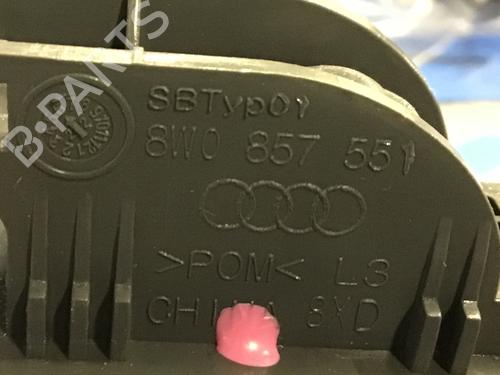 SBTyp01
8W0 857 551
>POM< L3
CHINA 8XD
B-PARTS